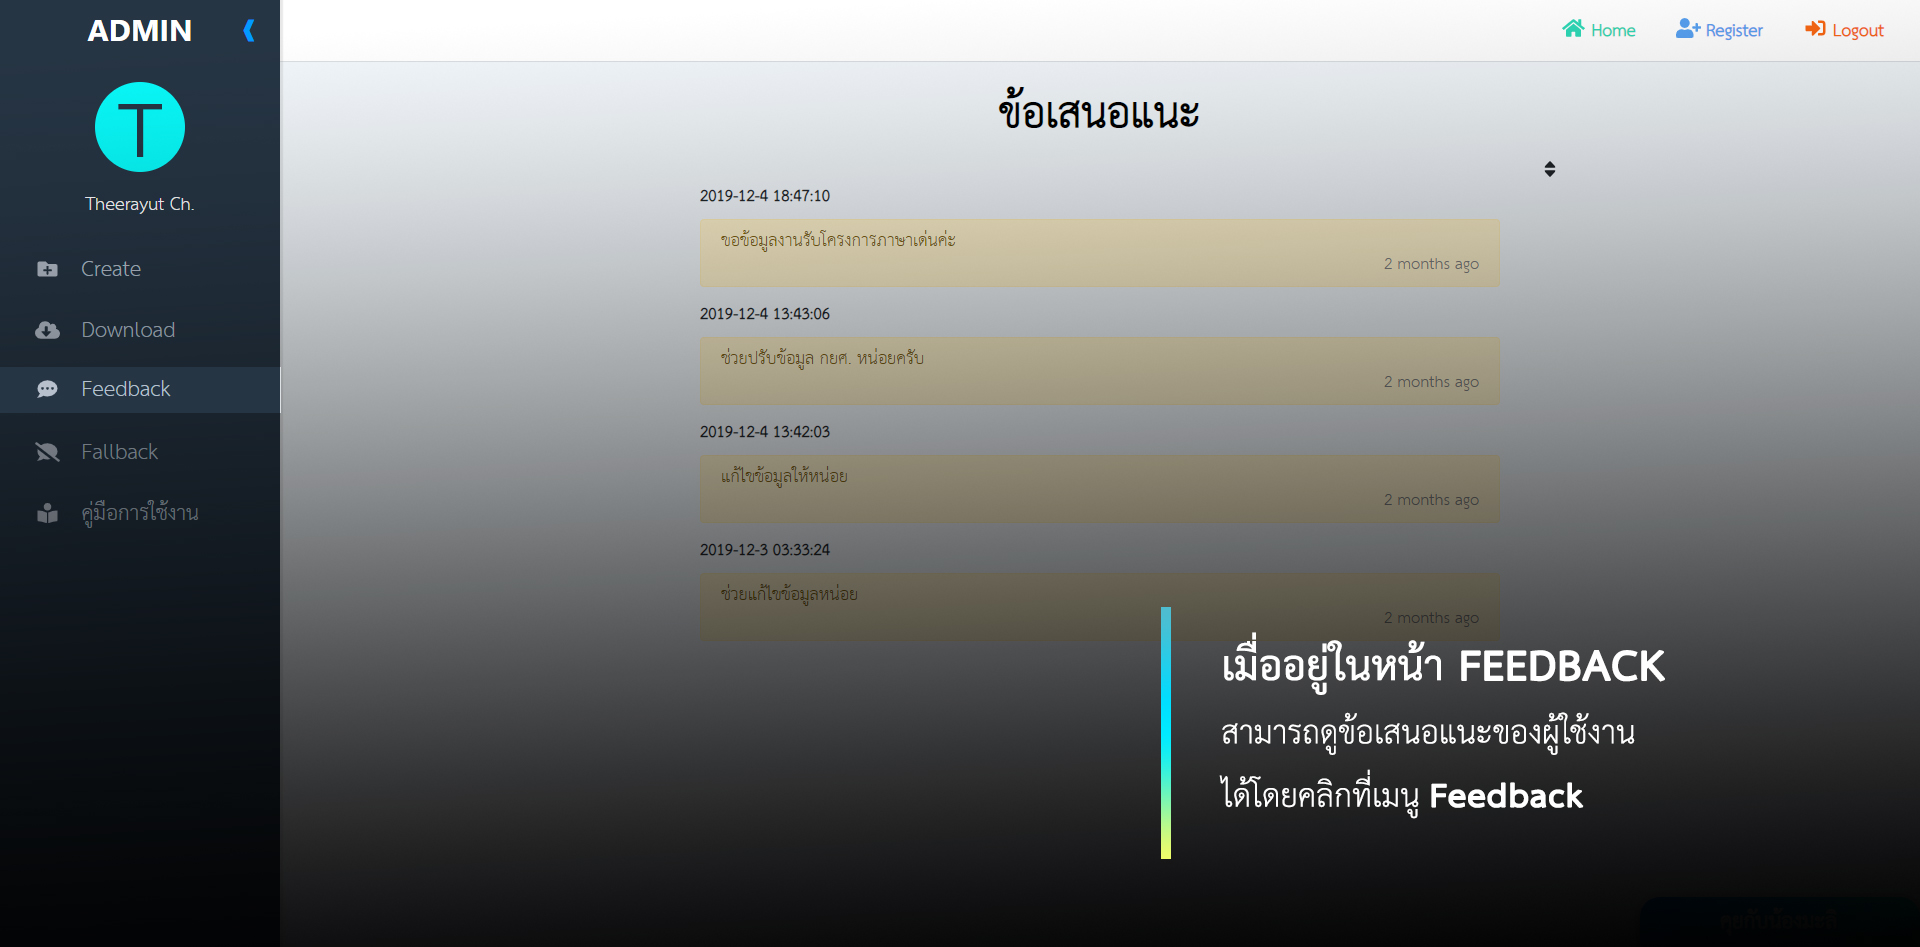 ADMIN
Home
Register
Logout
T
Theerayut Ch.
Create
Download
Feedback
Fallback
คู่มือการใช้งาน
ข้อเสนอแนะ
2019-12-4 18:47:10
ขอข้อมูลงานรับโครงการภาษาเด่นค่ะ
2 months ago
2019-12-4 13:43:06
ช่วยปรับข้อมูล กยศ. หน่อยครับ
2 months ago
2019-12-4 13:42:03
แก้ไขข้อมูลให้หน่อย
2 months ago
2019-12-3 03:33:24
ช่วยแก้ไขข้อมูลหน่อย
2 months ago
เมื่ออยู่ในหน้า FEEDBACK
สามารถดูข้อเสนอแนะของผู้ใช้งาน
ได้โดยคลิกที่เมนู Feedback